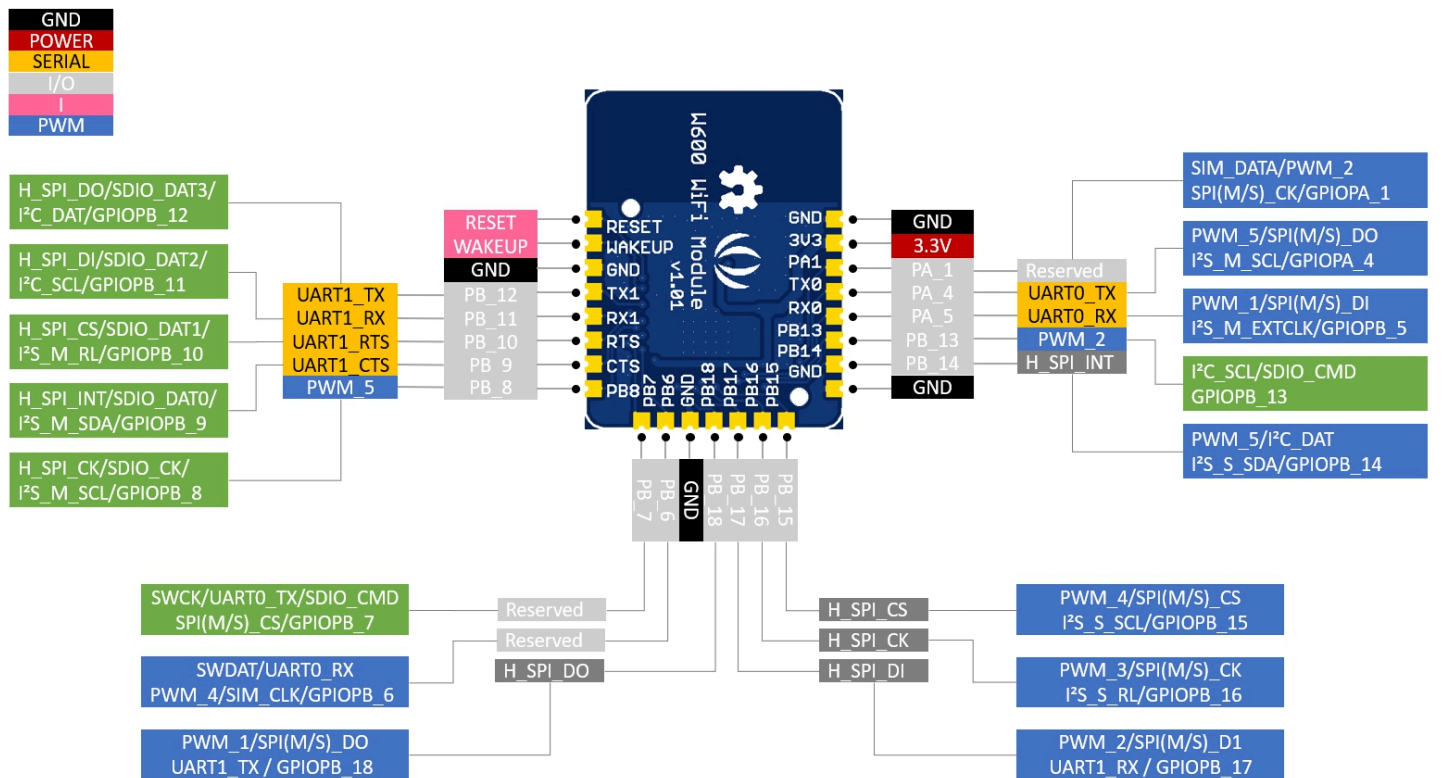 GND
POWER
SERIAL
I/O
I
PWM
H_SPI_DO/SDIO_DAT3/
I²C_DAT/GPIOPB_12
H_SPI_DI/SDIO_DAT2/
I²C_SCL/GPIOPB_11
H_SPI_CS/SDIO_DAT1/
I²S_M_RL/GPIOPB_10
H_SPI_INT/SDIO_DAT0/
I²S_M_SDA/GPIOPB_9
H_SPI_CK/SDIO_CK/
I²S_M_SCL/GPIOPB_8
UART1_TX
UART1_RX
UART1_RTS
UART1_CTS
PWM_5
RESET
WAKEUP
GND
PB_12
PB_11
PB_10
PB_9
PB_8
RESET
WAKEUP
GND
TX1
RX1
RTS
CTS
PB8
W600 WiFi Module
v1.01
GND
3V3
PA1
TX0
RX0
PB13
PB14
GND
PB7
PB6
GND
PB18
PB17
PB16
PB15
GND
3.3V
PA_1
PA_4
PA_5
PB_13
PB_14
GND
Reserved
UART0_TX
UART0_RX
PWM_2
H_SPI_INT
SIM_DATA/PWM_2
SPI(M/S)_CK/GPIOPA_1
PWM_5/SPI(M/S)_DO
I²S_M_SCL/GPIOPA_4
PWM_1/SPI(M/S)_DI
I²S_M_EXTCLK/GPIOPB_5
I²C_SCL/SDIO_CMD
GPIOPB_13
PWM_5/I²C_DAT
I²S_S_SDA/GPIOPB_14
PB_7
PB_6
GND
PB_18
PB_17
PB_16
PB_15
SWCK/UART0_TX/SDIO_CMD
SPI(M/S)_CS/GPIOPB_7
SWDAT/UART0_RX
PWM_4/SIM_CLK/GPIOPB_6
PWM_1/SPI(M/S)_DO
UART1_TX / GPIOPB_18
Reserved
Reserved
H_SPI_DO
H_SPI_CS
H_SPI_CK
H_SPI_DI
PWM_4/SPI(M/S)_CS
I²S_S_SCL/GPIOPB_15
PWM_3/SPI(M/S)_CK
I²S_S_RL/GPIOPB_16
PWM_2/SPI(M/S)_D1
UART1_RX / GPIOPB_17